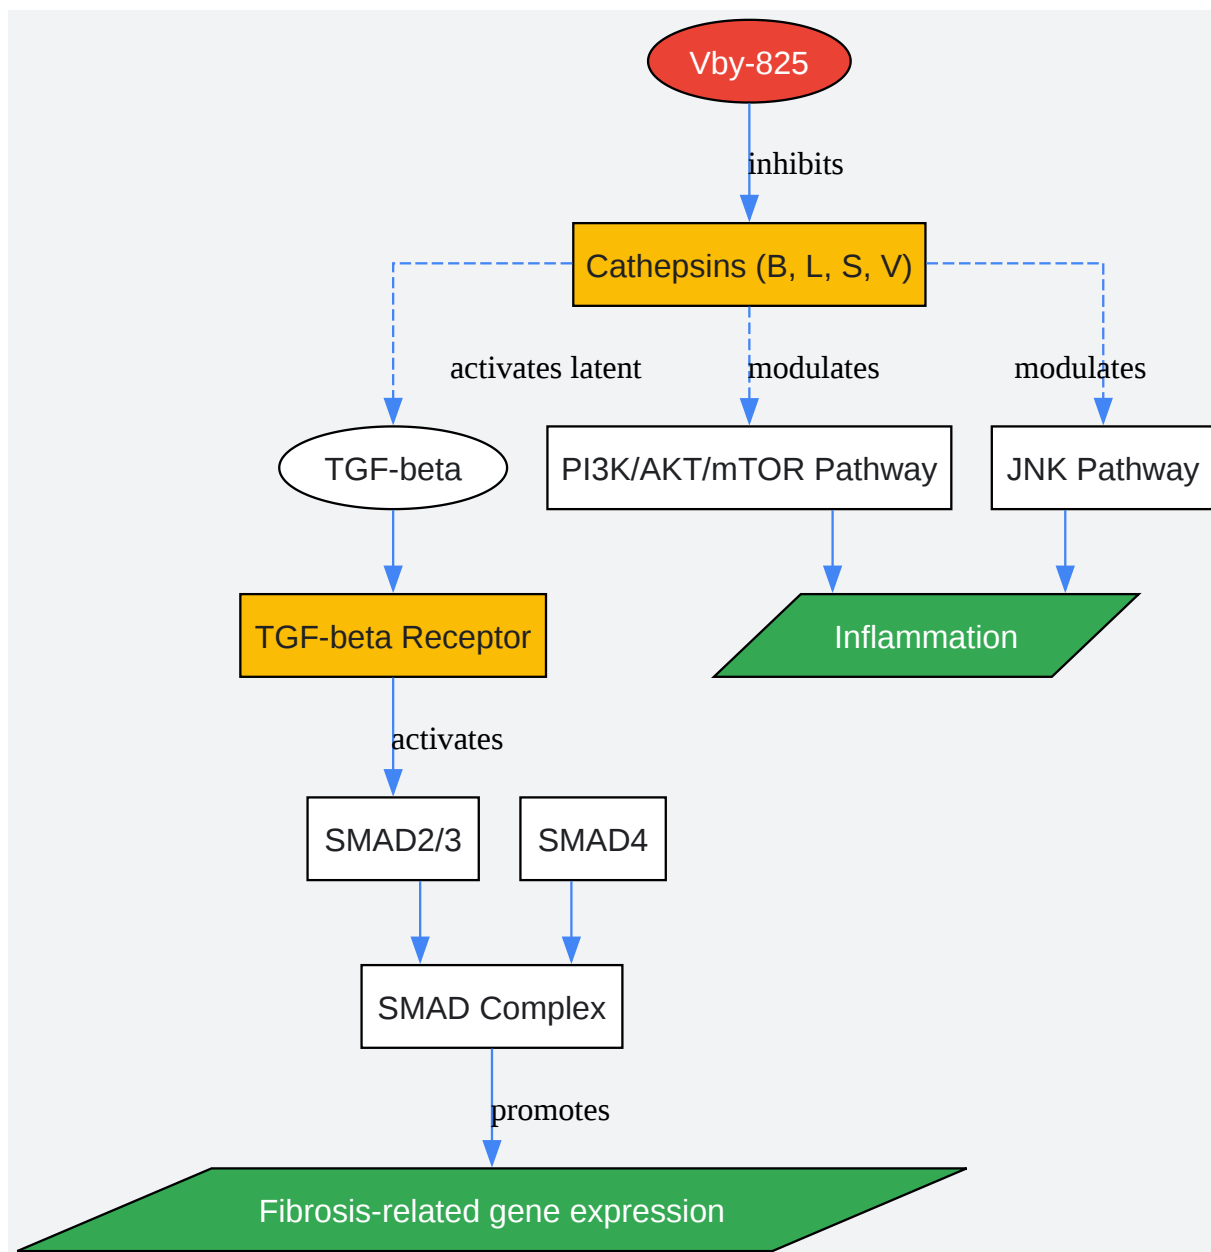 Vby-825
inhibits
Cathepsins (B, L, S, V)
activates latent
modulates
modulates
TGF-beta
PI3K/AKT/mTOR Pathway
JNK Pathway
TGF-beta Receptor
Inflammation
activates
SMAD2/3
SMAD4
SMAD Complex
promotes
Fibrosis-related gene expression